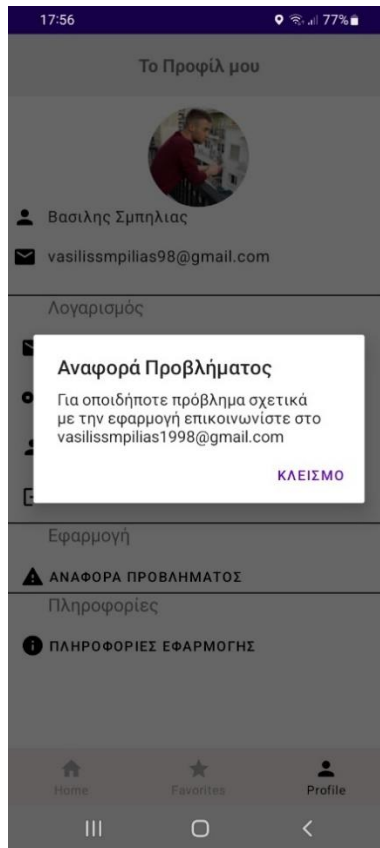 17:56
77%
Το Προφίλ μου
Βασιλης Σμπηλιας
vasilissmpilias98@gmail.com
Λογαρισμός
Αναφορά Προβλήματος
Για οποιδήποτε πρόβλημα σχετικά
με την εφαρμογή επικοινωνίστε στο
vasilissmpilias1998@gmail.com
ΚΛΕΙΣΜΟ
Εφαρμογή
ΑΝΑΦΟΡΑ ΠΡΟΒΛΗΜΑΤΟΣ
Πληροφορίες
ΠΛΗΡΟΦΟΡΙΕΣ ΕΦΑΡΜΟΓΗΣ
Home
Favorites
Profile